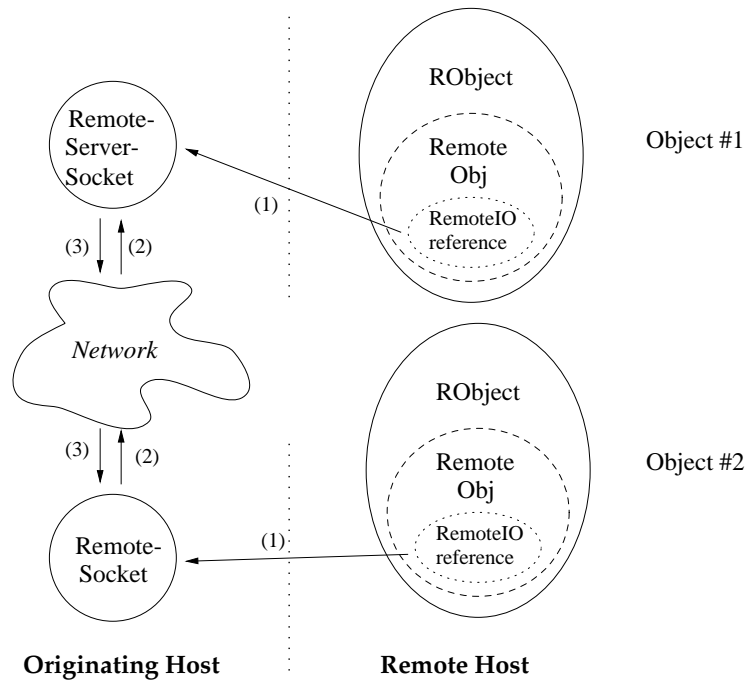 RObject
Remote-
Server-
Socket
Remote
Obj
Object #1
(1)
RemoteIO
reference
(3)
(2)
Network
RObject
(3)
(2)
Remote
Obj
Object #2
Remote-
Socket
(1)
RemoteIO
reference
Originating Host
Remote Host